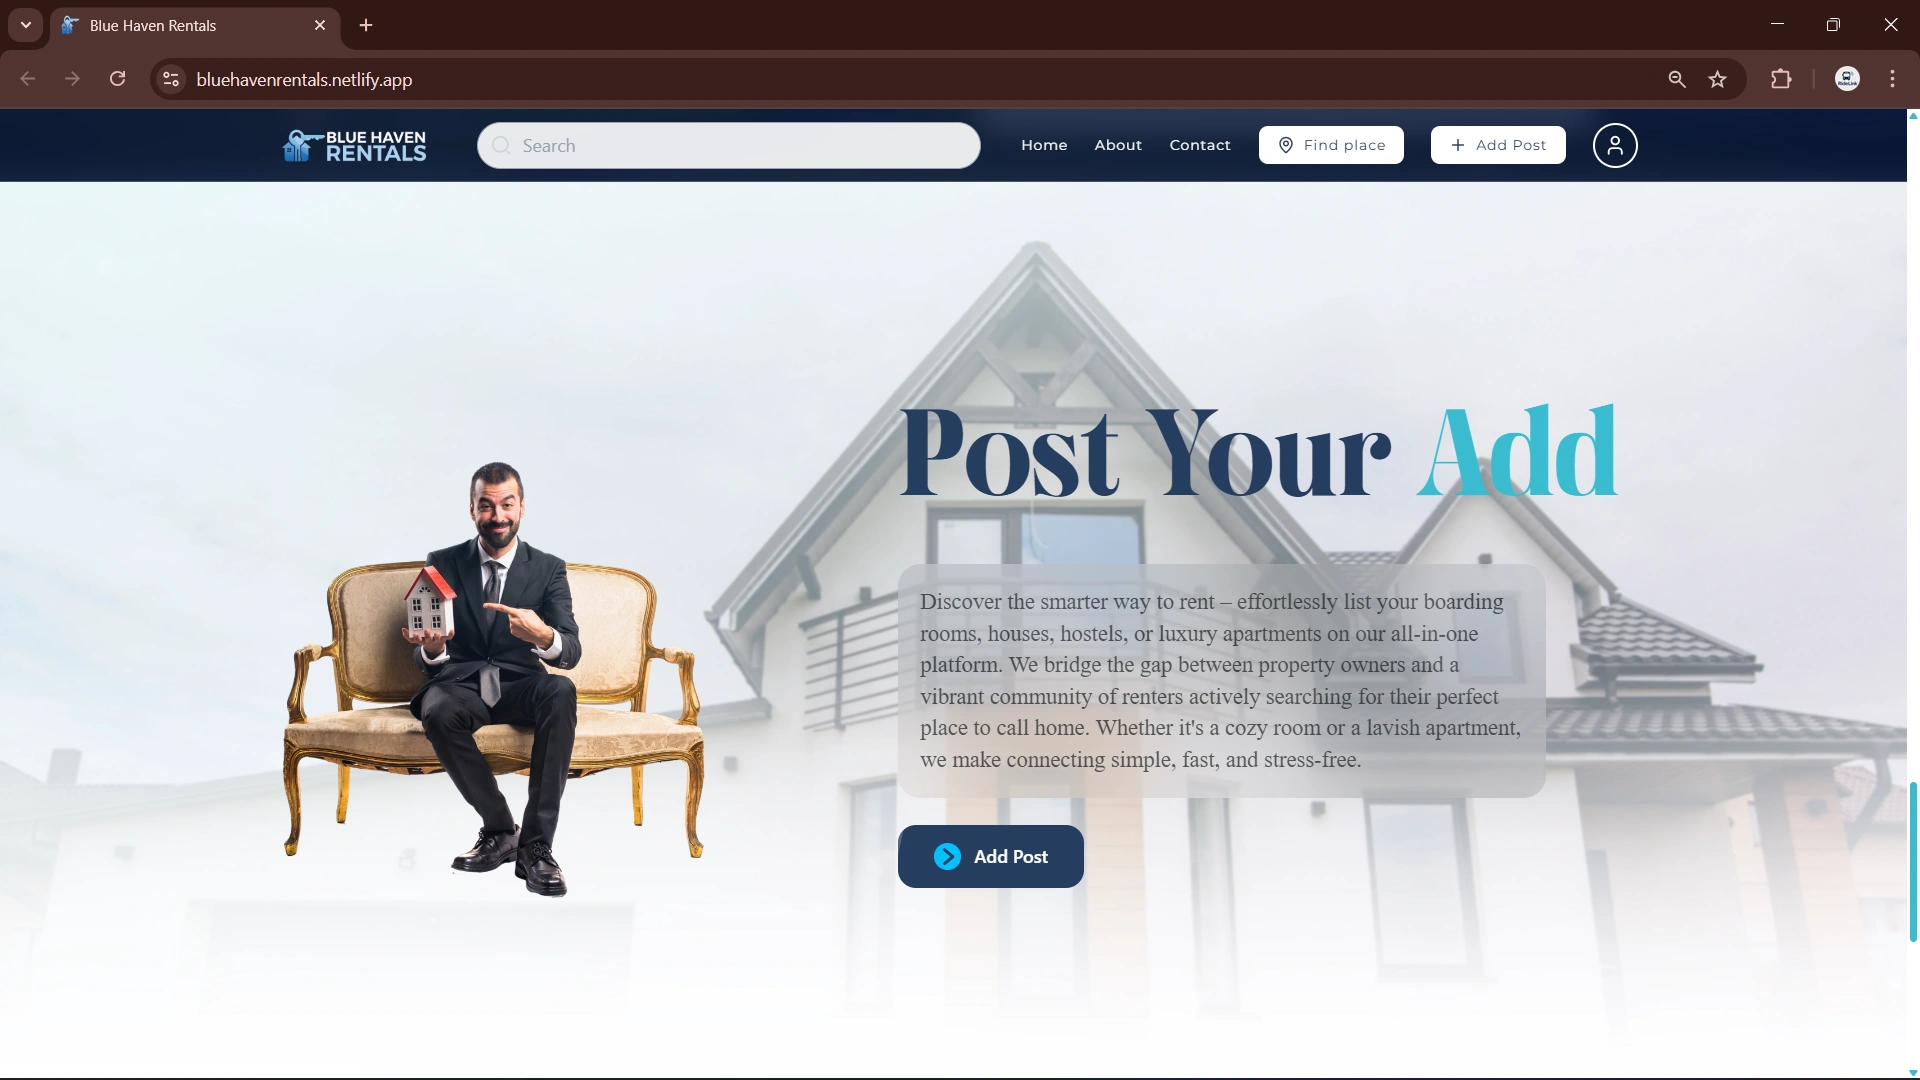 Blue Haven Rentals
bluehavenrentals.netlify.app
BLUE HAVEN
RENTALS
Search
Home
About
Contact
Find place
Add Post
Post Your Add
Discover the smarter way to rent – effortlessly list your boarding
rooms, houses, hostels, or luxury apartments on our all-in-one
platform. We bridge the gap between property owners and a
vibrant community of renters actively searching for their perfect
place to call home. Whether it's a cozy room or a lavish apartment,
we make connecting simple, fast, and stress-free.
Add Post